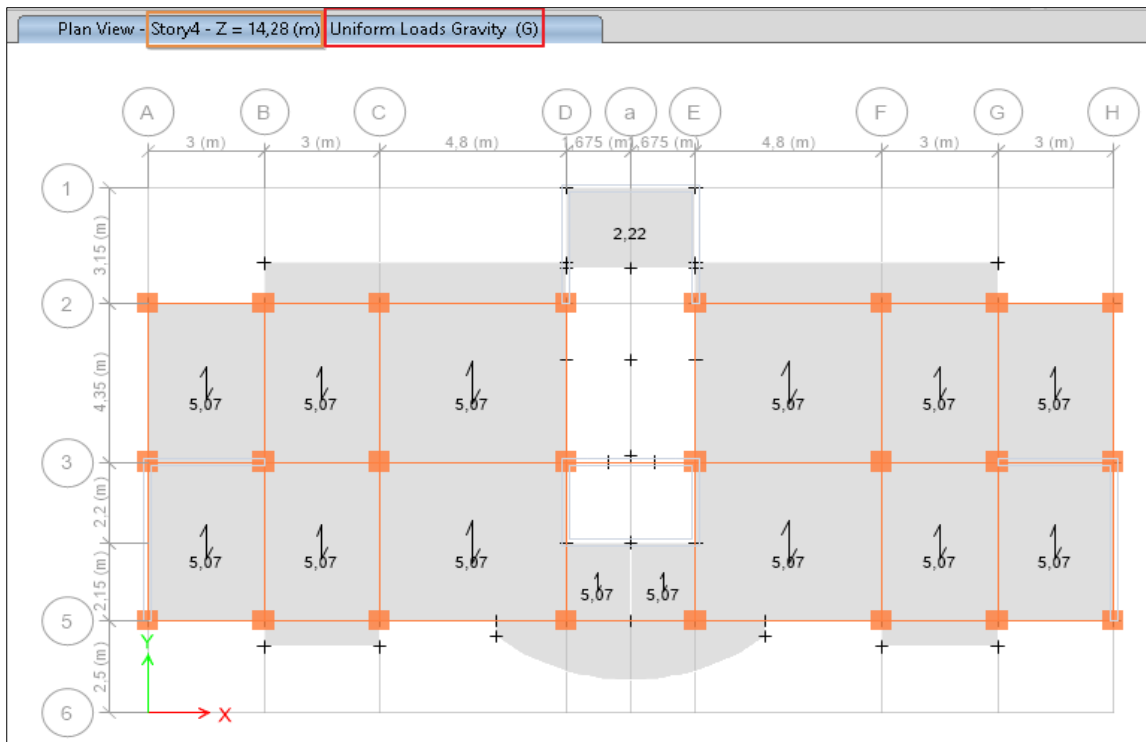 Plan View - Story4 - Z = 14,28 (m) Uniform Loads Gravity (G)
A B C D a E F G H
3 (m) 3 (m) 4,8 (m) 1,675 (m) 1,675 (m) 4,8 (m) 3 (m) 3 (m)
1
3,15 (m)
2,22
2
4,35 (m)
5,07 5,07 5,07 5,07 5,07 5,07
3
2,2 (m)
5,07 5,07 5,07 5,07 5,07 5,07
2,15 (m)
5,07 5,07
5
Y
2,5 (m)
6
X